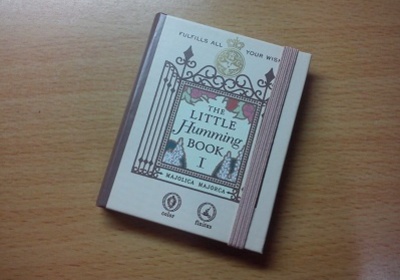 FULFILLS ALL YOUR WISH
THE
LITTLE
Humming
BOOK
I.
MAJOLICA MAJORCA